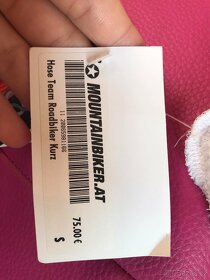 MOUNTAINBIKER.AT
75.00 €
S
Hose Team Roadbiker Kurz